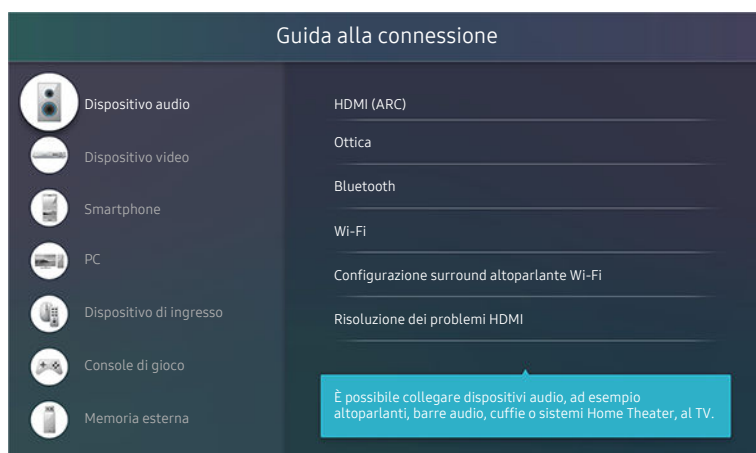 Guida alla connessione
Dispositivo audio
Dispositivo video
Smartphone
PC
Dispositivo di ingresso
Console di gioco
Memoria esterna
HDMI (ARC)
Ottica
Bluetooth
Wi-Fi
Configurazione surround altoparlante Wi-Fi
Risoluzione dei problemi HDMI
È possibile collegare dispositivi audio, ad esempio
altoparlanti, barre audio, cuffie o sistemi Home Theater, al TV.